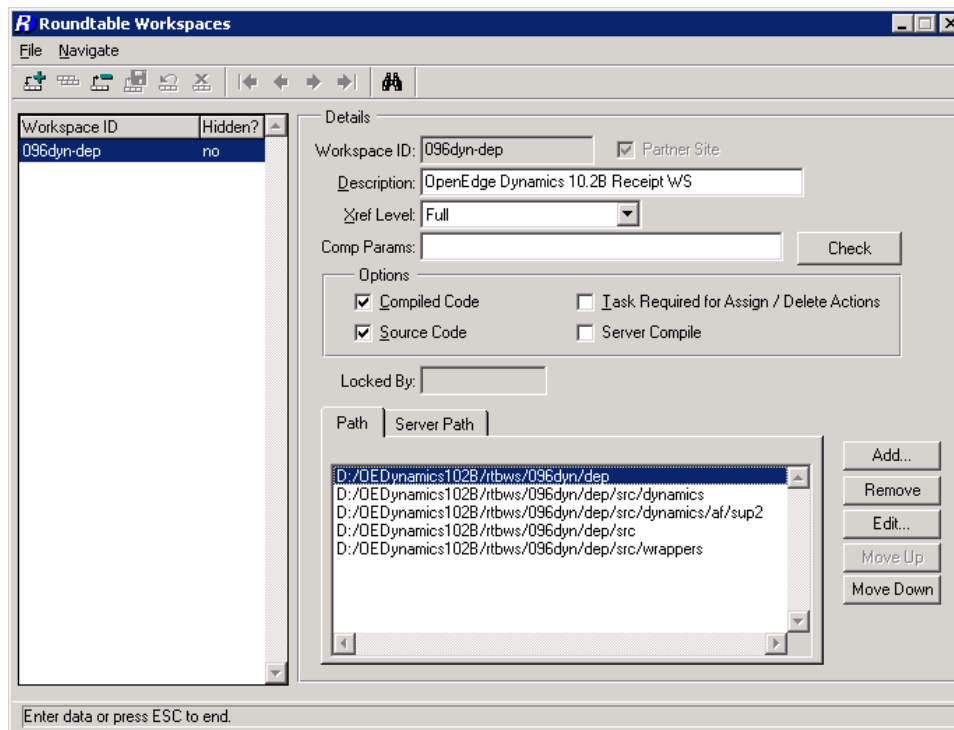 Roundtable Workspaces
File Navigate
Workspace ID Hidden?
096dyn-dep no
Details
Workspace ID: 096dyn-dep Partner Site
Description: OpenEdge Dynamics 10.2B Receipt WS
Xref Level: Full
Comp Params: Check
Options
Compiled Code Task Required for Assign / Delete Actions
Source Code Server Compile
Locked By:
Path Server Path
D:/OEDynamics102B/rtbws/096dyn/dep
D:/OEDynamics102B/rtbws/096dyn/dep/src/dynamics
D:/OEDynamics102B/rtbws/096dyn/dep/src/dynamics/af/sup2
D:/OEDynamics102B/rtbws/096dyn/dep/src
D:/OEDynamics102B/rtbws/096dyn/dep/src/wrappers
Add...
Remove
Edit...
Move Up
Move Down
Enter data or press ESC to end.